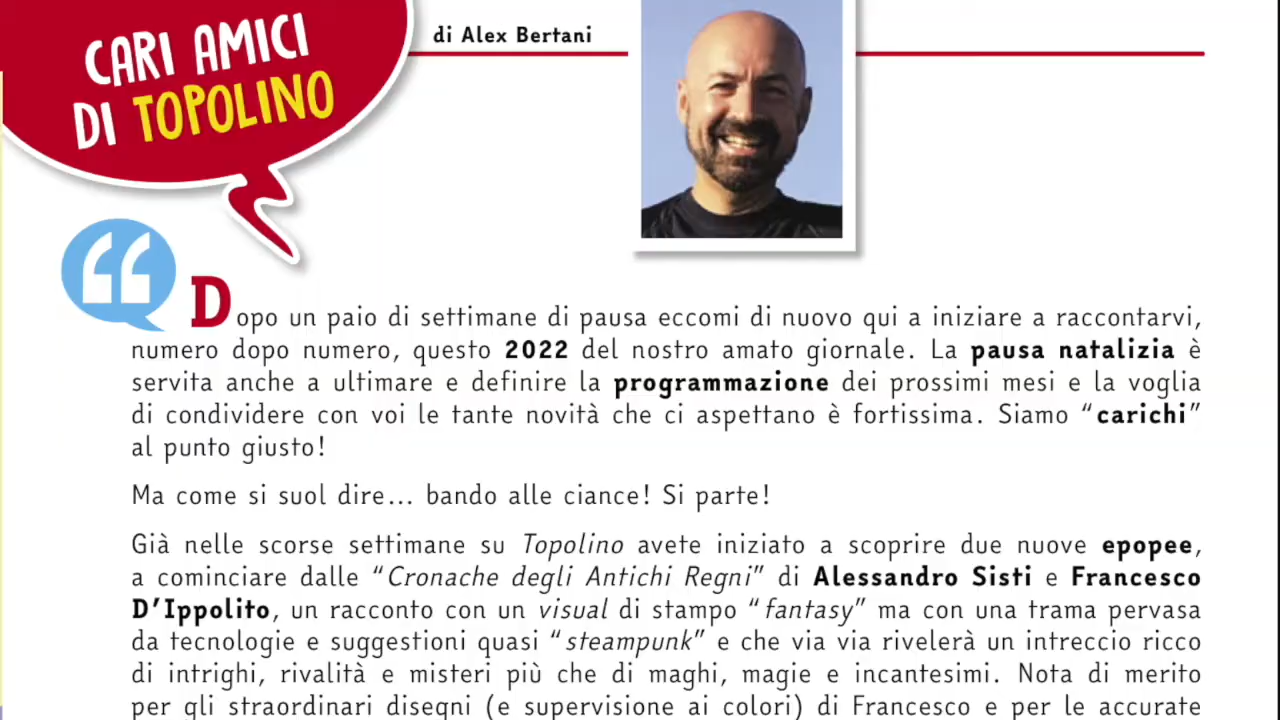 CARI AMICI
DI TOPOLINO
di Alex Bertani
Dopo un paio di settimane di pausa eccomi di nuovo qui a iniziare a raccontarvi,
numero dopo numero, questo 2022 del nostro amato giornale. La pausa natalizia è
servita anche a ultimare e definire la programmazione dei prossimi mesi e la voglia
di condividere con voi le tante novità che ci aspettano è fortissima. Siamo “carichi”
al punto giusto!
Ma come si suol dire... bando alle ciance! Si parte!
Già nelle scorse settimane su Topolino avete iniziato a scoprire due nuove epopee,
a cominciare dalle “Cronache degli Antichi Regni” di Alessandro Sisti e Francesco
D’Ippolito, un racconto con un visual di stampo “fantasy” ma con una trama pervasa
da tecnologie e suggestioni quasi “steampunk” e che via via rivelerà un intreccio ricco
di intrighi, rivalità e misteri più che di maghi, magie e incantesimi. Nota di merito
per gli straordinari disegni (e supervisione ai colori) di Francesco e per le accurate